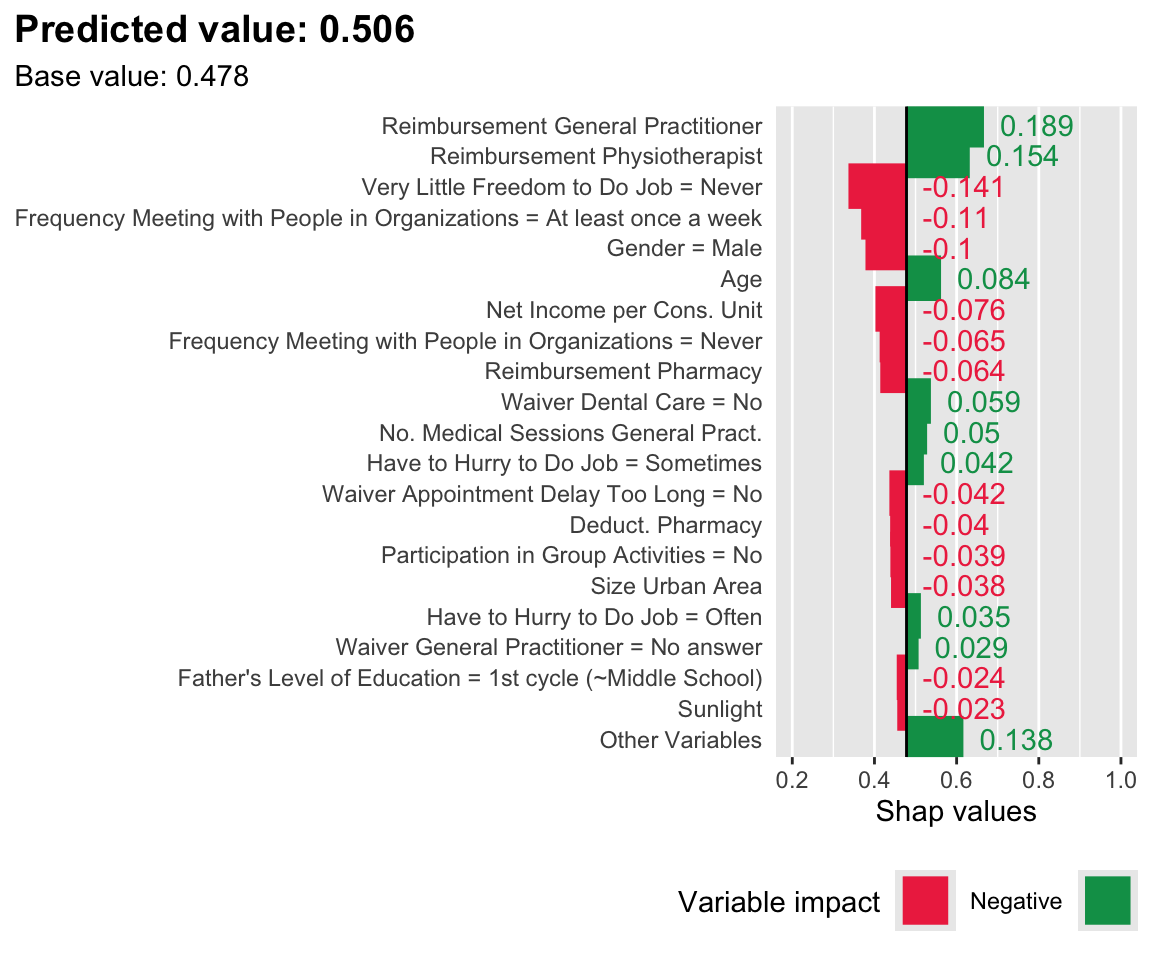 Predicted value: 0.506
Base value: 0.478
Reimbursement General Practitioner 0.189
Reimbursement Physiotherapist 0.154
Very Little Freedom to Do Job = Never -0.141
Frequency Meeting with People in Organizations = At least once a week -0.11
Gender = Male -0.1
Age 0.084
Net Income per Cons. Unit -0.076
Frequency Meeting with People in Organizations = Never -0.065
Reimbursement Pharmacy -0.064
Waiver Dental Care = No 0.059
No. Medical Sessions General Pract. 0.05
Have to Hurry to Do Job = Sometimes 0.042
Waiver Appointment Delay Too Long = No -0.042
Deduct. Pharmacy -0.04
Participation in Group Activities = No -0.039
Size Urban Area -0.038
Have to Hurry to Do Job = Often 0.035
Waiver General Practitioner = No answer 0.029
Father's Level of Education = 1st cycle (~Middle School) -0.024
Sunlight -0.023
Other Variables 0.138
0.2 0.4 0.6 0.8 1.0
Shap values
Variable impact Negative